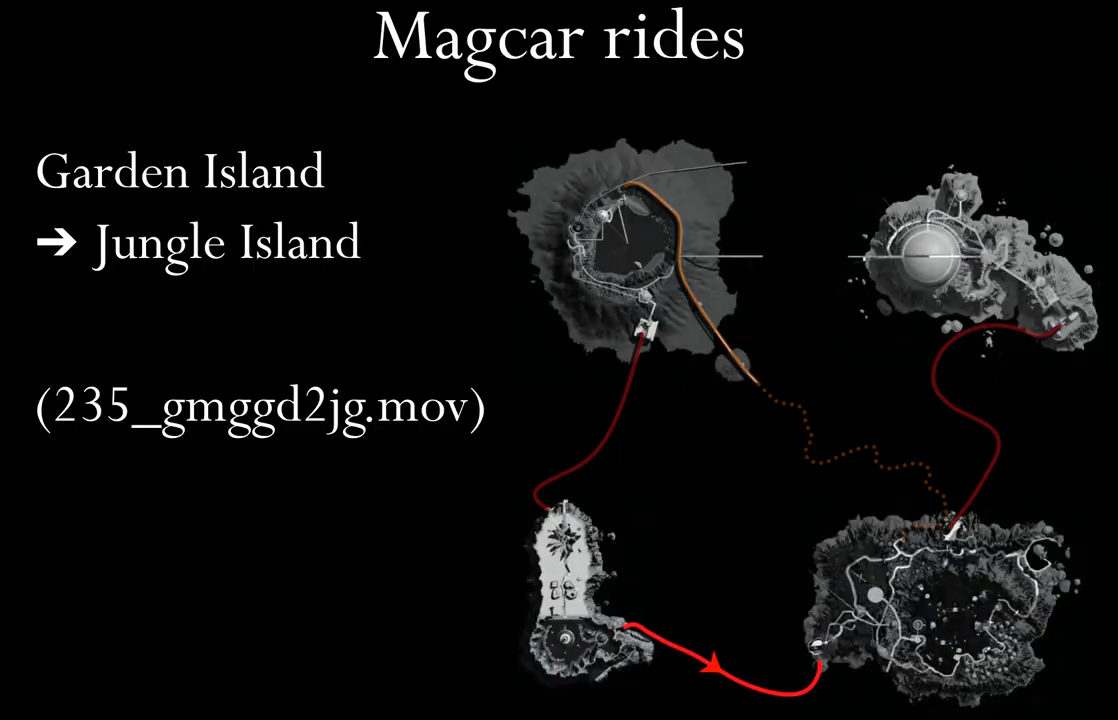 Magcar rides
Garden Island
➔ Jungle Island
(235_gmggd2jg.mov)